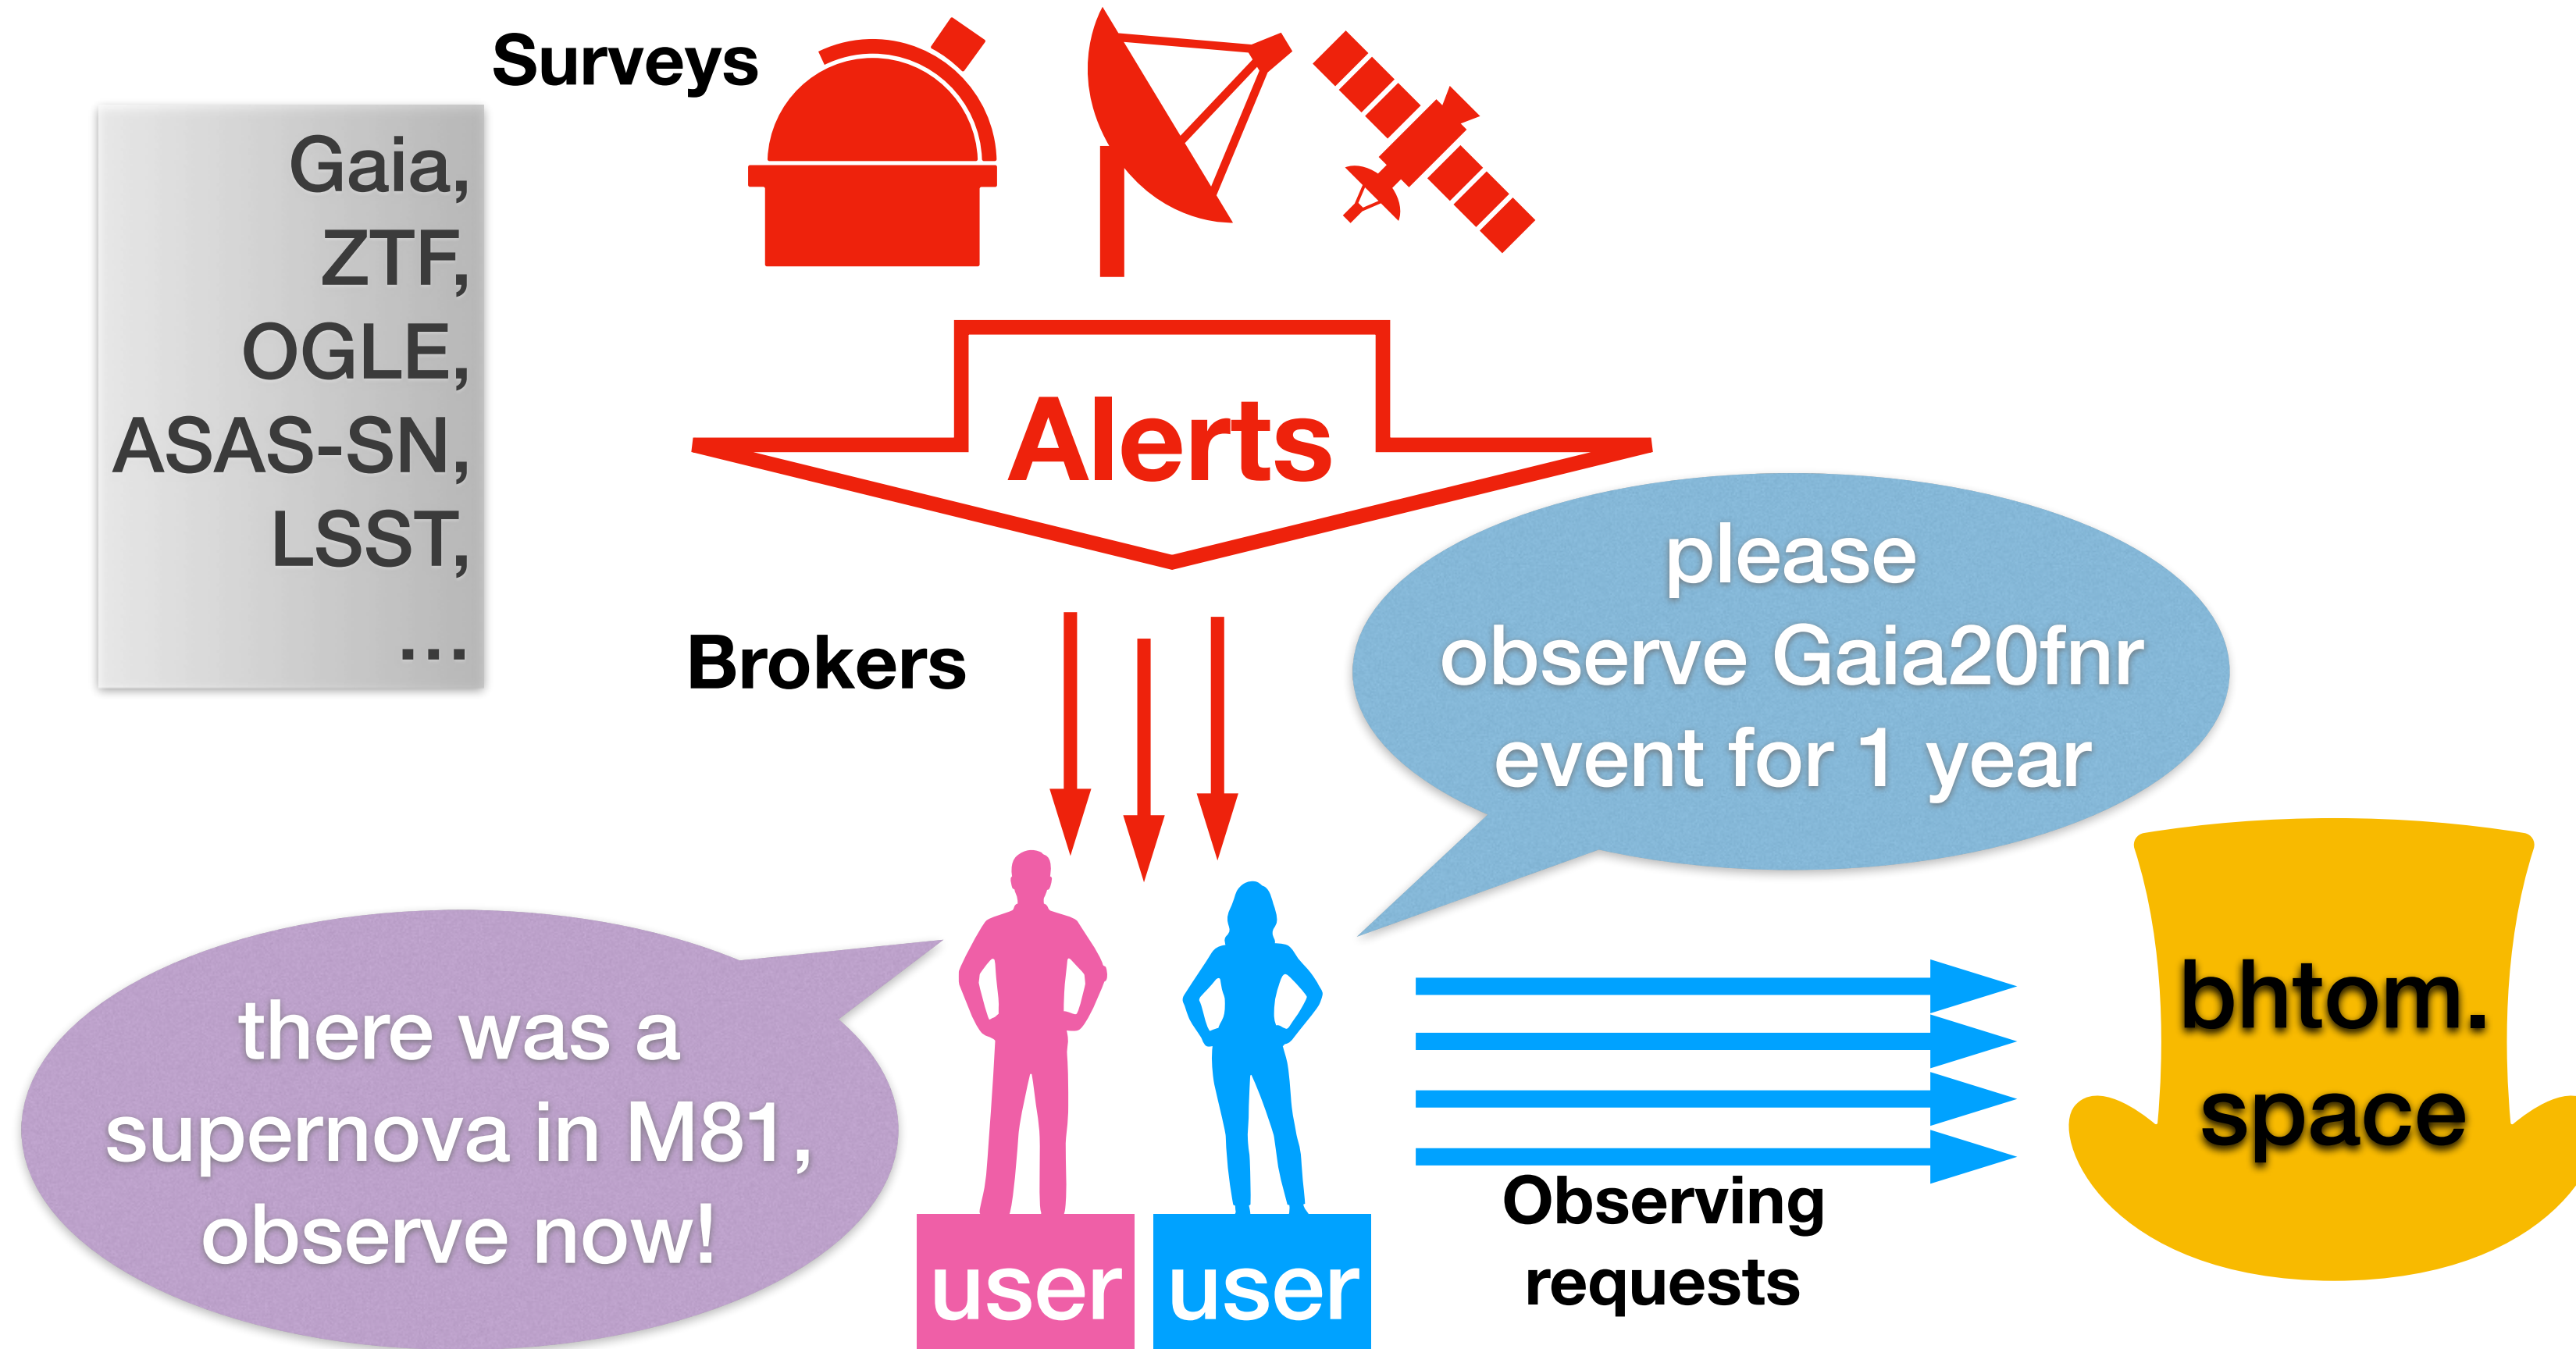 Surveys
Gaia,
ZTF,
OGLE,
ASAS-SN,
LSST,
...
Alerts
Brokers
please
observe Gaia20fnr
event for 1 year
there was a
supernova in M81,
observe now!
user
user
Observing
requests
bhtom.
space